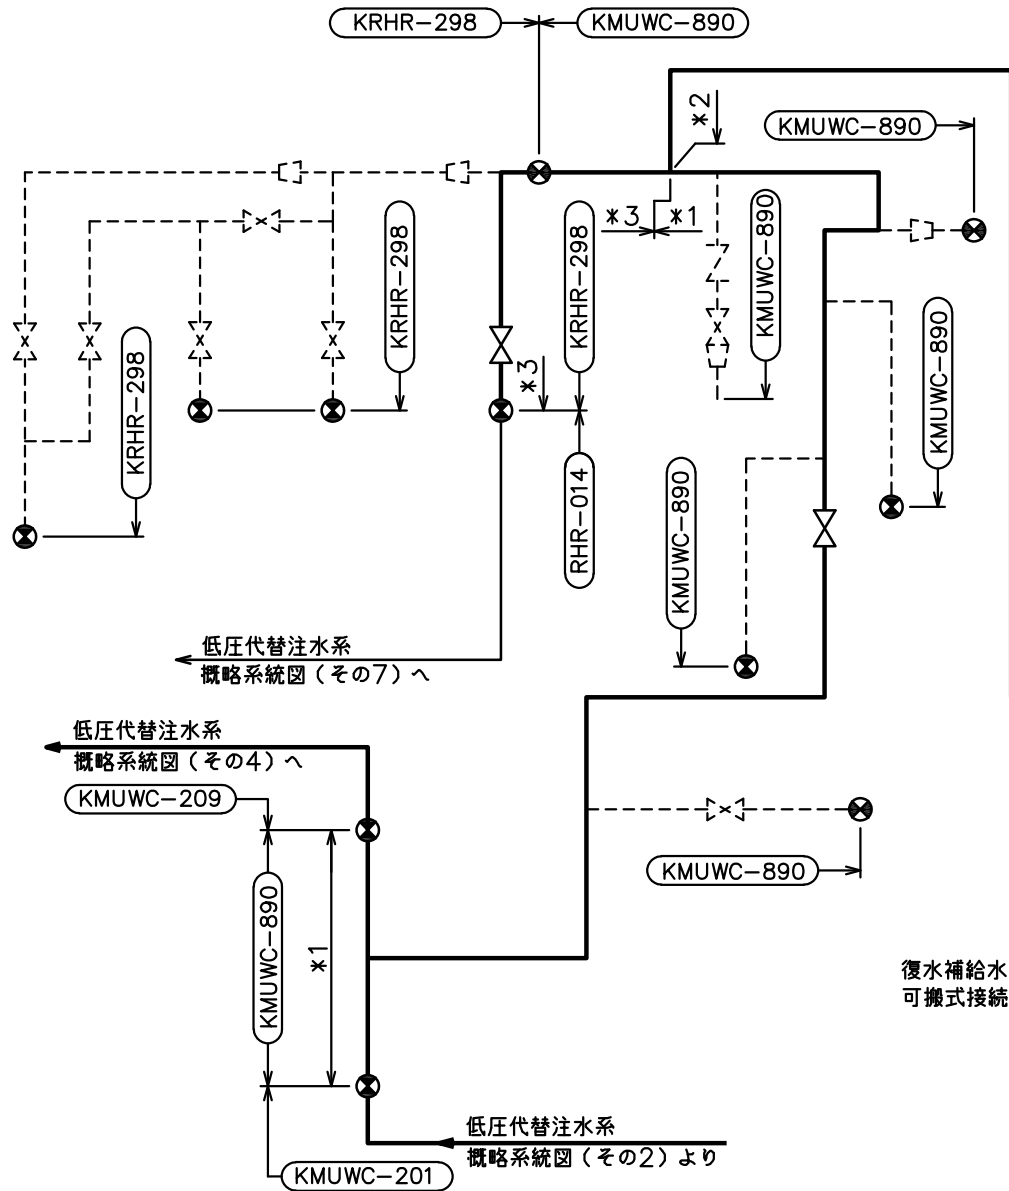 KRHR-298
KMUWC-890
*2
KMUWC-890
*3
*1
KRHR-298
KRHR-298
KMUWC-890
KRHR-298
*3
KMUWC-890
KMUWC-890
RHR-014
低圧代替注水系
概略系統図(その7)へ
低圧代替注水系
概略系統図(その4)へ
KMUWC-209
KMUWC-890
*1
KMUWC-890
復水補給水
可搬式接続
低圧代替注水系
概略系統図(その2)より
KMUWC-201